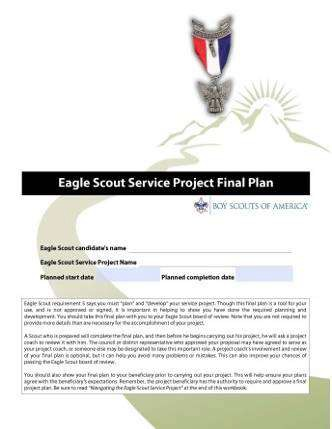 Eagle Scout Service Project Final Plan
BOY SCOUTS OF AMERICA®
Eagle Scout candidate's name
Eagle Scout Service Project Name
Planned start date Planned completion date
Eagle Scout requirement 5 says you must "plan" and "develop" your service project. Though this final plan is a tool for your
use, and is not approved or signed, it is important in helping to show you have done the required planning and
development. You should take this final plan with you to your Eagle Scout board of review. Note that you are not required to
provide more details than are necessary for the accomplishment of your project.
A Scout who is prepared will complete the final plan, and then before he begins carrying out his project, he will ask a project
coach to review it with him. The council or district representative who approved your proposal may have agreed to serve as
your project coach, or someone else may be designated to take this important role. A project coach's involvement and review
of your final plan is optional, but it can help you avoid many problems or mistakes. This can also improve your chances of
passing the Eagle Scout board of review.
You should also show your final plan to your beneficiary prior to carrying out your project. This will help ensure your plans
agree with the beneficiary's expectations. Remember, the project beneficiary has the authority to require and approve a final
project plan. Be sure to read "Navigating the Eagle Scout Service Project" at the end of this workbook.